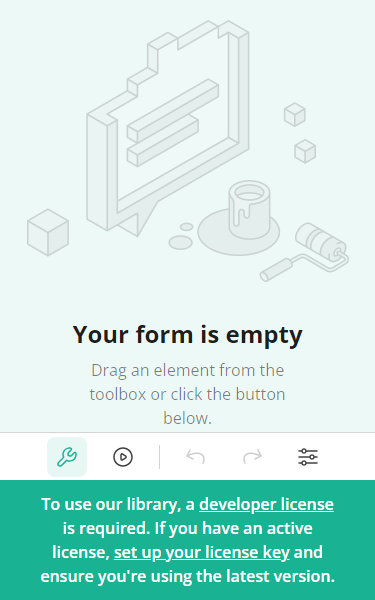 Your form is empty
Drag an element from the
toolbox or click the button
below.
To use our library, a developer license
is required. If you have an active
license, set up your license key and
ensure you're using the latest version.